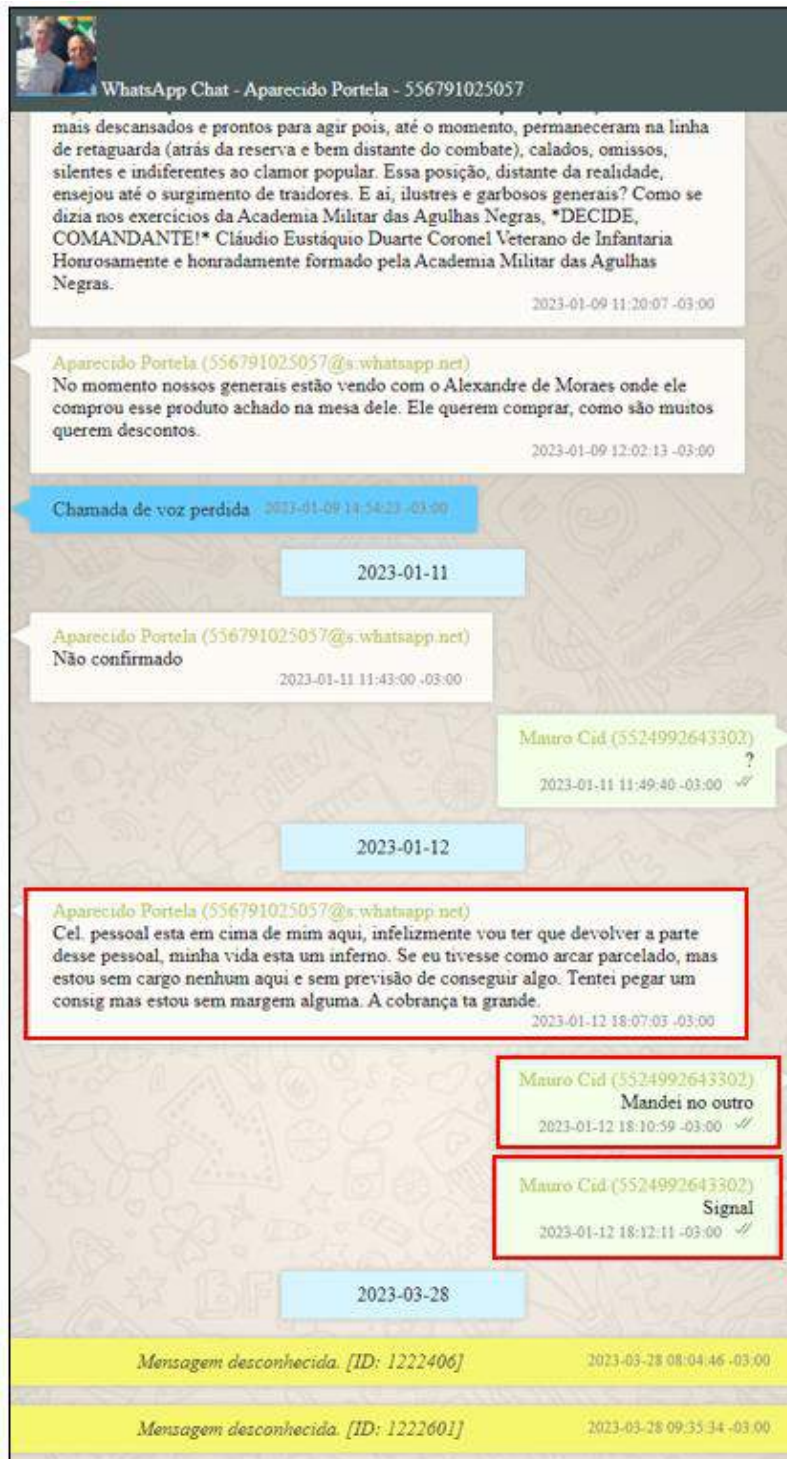 WhatsApp Chat - Aparecido Portela - 556791025057
mais descansados e prontos para agir pois, até o momento, permaneceram na linha
de retaguarda (atrás da reserva e bem distante do combate), calados, omissos,
silentes e indiferentes ao clamor popular. Essa posição, distante da realidade,
ensejou até o surgimento de traidores. E aí, ilustres e garbosos generais? Como se
dizia nos exercícios da Academia Militar das Agulhas Negras, *DECIDE,
COMANDANTE!* Cláudio Eustáquio Duarte Coronel Veterano de Infantaria
Honrosamente e honradamente formado pela Academia Militar das Agulhas
Negras.
2023-01-09 11:20:07 -03:00
Aparecido Portela (556791025057@s.whatsapp.net)
No momento nossos generais estão vendo com o Alexandre de Moraes onde ele
comprou esse produto achado na mesa dele. Ele querem comprar, como são muitos
querem descontos.
2023-01-09 12:02:13 -03:00
Chamada de voz perdida 2023-01-09 14:54:23 -03:00
2023-01-11
Aparecido Portela (556791025057@s.whatsapp.net)
Não confirmado
2023-01-11 11:43:00 -03:00
Mauro Cid (5524992643302)
?
2023-01-11 11:49:40 -03:00
2023-01-12
Aparecido Portela (556791025057@s.whatsapp.net)
Cel. pessoal esta em cima de mim aqui, infelizmente vou ter que devolver a parte
desse pessoal, minha vida esta um inferno. Se eu tivesse como arcar parcelado, mas
estou sem cargo nenhum aqui e sem previsão de conseguir algo. Tentei pegar um
consig mas estou sem margem alguma. A cobrança ta grande.
2023-01-12 18:07:03 -03:00
Mauro Cid (5524992643302)
Mandei no outro
2023-01-12 18:10:59 -03:00
Mauro Cid (5524992643302)
Signal
2023-01-12 18:12:11 -03:00
2023-03-28
Mensagem desconhecida. [ID: 1222406] 2023-03-28 08:04:46 -03:00
Mensagem desconhecida. [ID: 1222601] 2023-03-28 09:35:34 -03:00